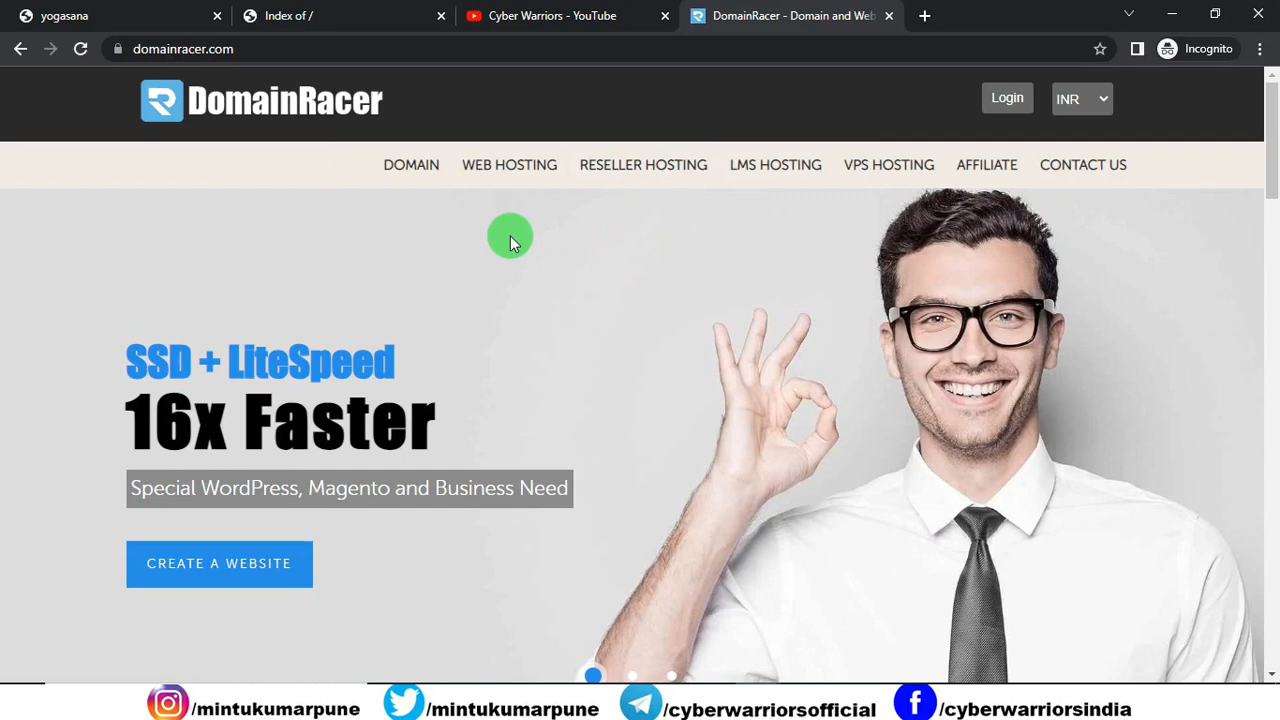 yogasana
Index of /
Cyber Warriors - YouTube
DomainRacer - Domain and Web
domainracer.com
Incognito
DomainRacer
Login
INR
DOMAIN
WEB HOSTING
RESELLER HOSTING
LMS HOSTING
VPS HOSTING
AFFILIATE
CONTACT US
SSD + LiteSpeed
16x Faster
Special WordPress, Magento and Business Need
CREATE A WEBSITE
/mintukumarpune
/mintukumarpune
/cyberwarriorsofficial
/cyberwarriorsindia